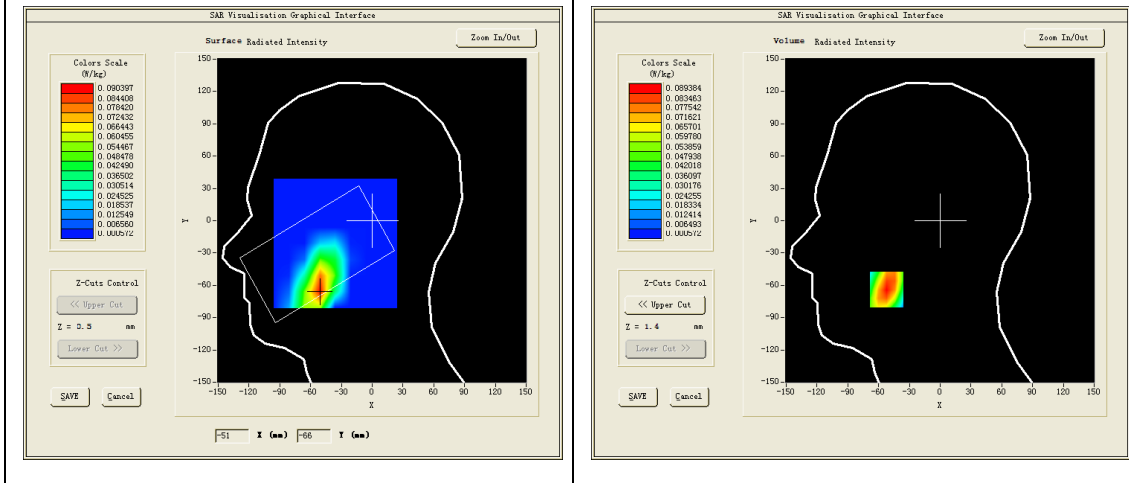 SAR Visualisation Graphical Interface
Surface Radiated Intensity
Zoom In/Out
Colors Scale
(W/kg)
0.090397
0.084408
0.078420
0.072432
0.066443
0.060455
0.054467
0.048478
0.042490
0.036502
0.030514
0.024525
0.018537
0.012549
0.006560
0.000572
150
120
90
60
30
0
-30
-60
-90
-120
-150
Y
-150 -120 -90 -60 -30 0 30 60 90 120 150
X
Z-Cuts Control
<< Upper Cut
Z = 0.5 mm
Lower Cut >>
SAVE Cancel
-51 X (mm) -66 Y (mm)
SAR Visualisation Graphical Interface
Volume Radiated Intensity
Zoom In/Out
Colors Scale
(W/kg)
0.089384
0.083463
0.077542
0.071621
0.065701
0.059780
0.053859
0.047938
0.042018
0.036097
0.030176
0.024255
0.018334
0.012414
0.006493
0.000572
150
120
90
60
30
0
-30
-60
-90
-120
-150
Y
-150 -120 -90 -60 -30 0 30 60 90 120 150
X
Z-Cuts Control
<< Upper Cut
Z = 1.4 mm
Lower Cut >>
SAVE Cancel